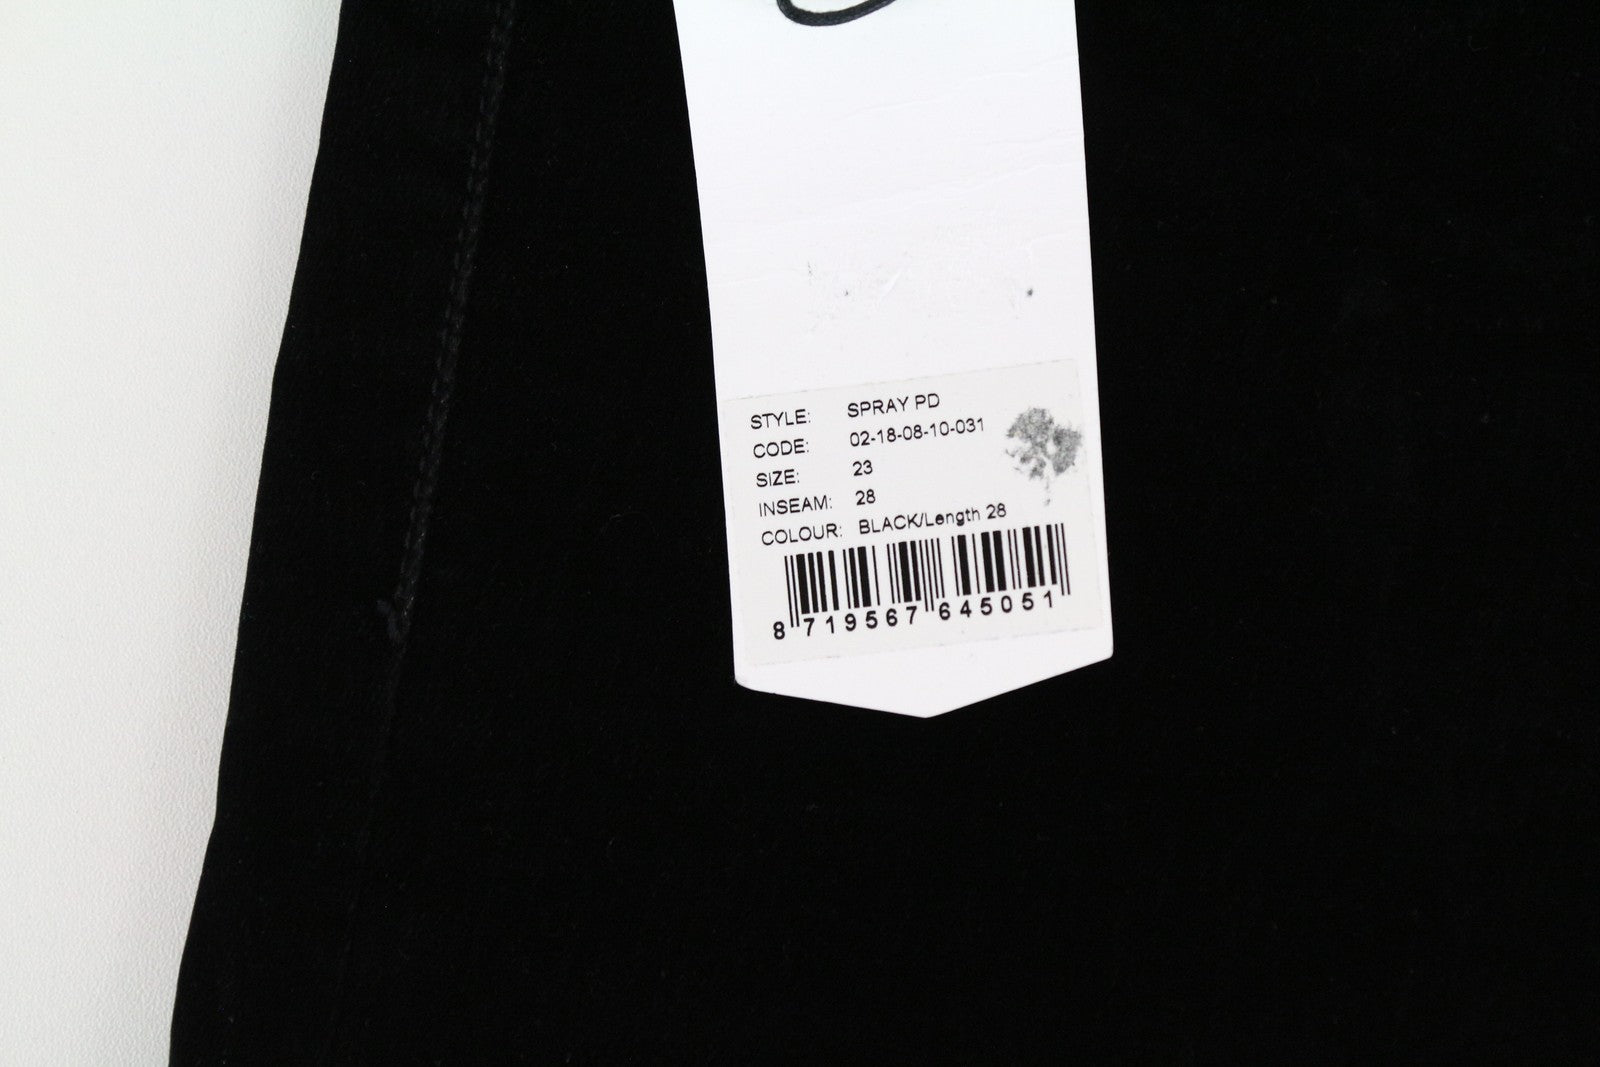 STYLE: SPRAY PD
CODE: 02-18-08-10-031
SIZE: 23
INSEAM: 28
COLOUR: BLACK/Length 28
8 719567 645051